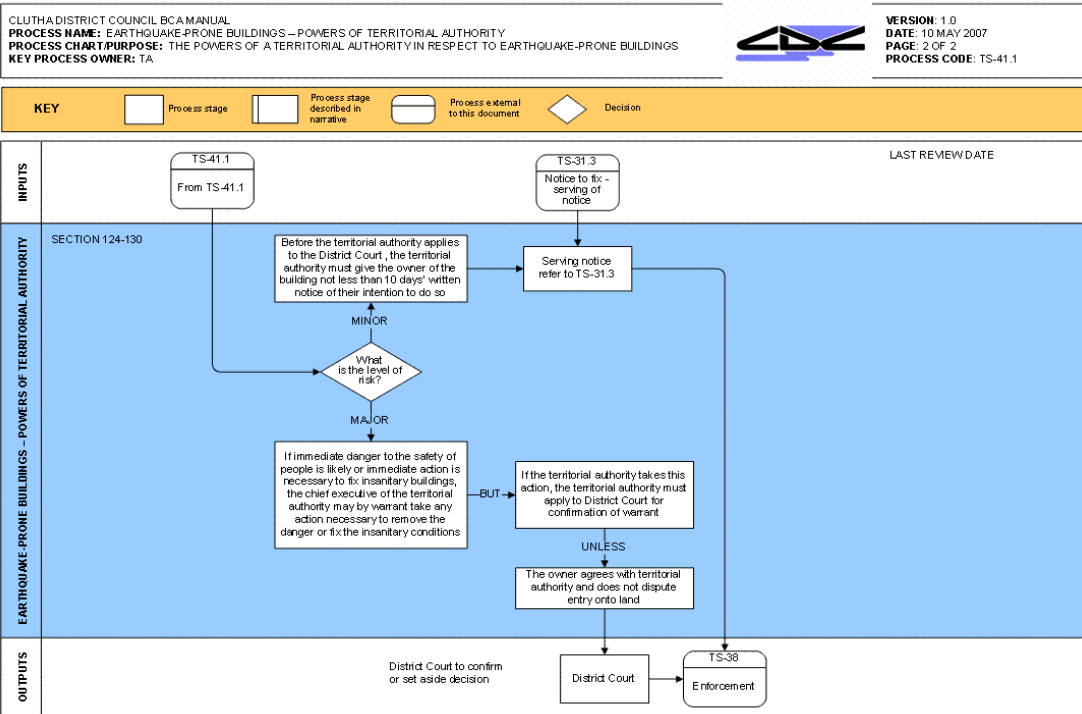 CLUTHA DISTRICT COUNCIL BCA MANUAL
PROCESS NAME: EARTHQUAKE-PRONE BUILDINGS – POWERS OF TERRITORIAL AUTHORITY
PROCESS CHART/PURPOSE: THE POWERS OF A TERRITORIAL AUTHORITY IN RESPECT TO EARTHQUAKE-PRONE BUILDINGS
KEY PROCESS OWNER: TA
CDC
VERSION: 1.0
DATE: 10 MAY 2007
PAGE: 2 OF 2
PROCESS CODE: TS-41.1
KEY
Process stage
Process stage
described in
narrative
Process external
to this document
Decision
INPUTS
TS-41.1
From TS-41.1
TS-31.3
Notice to fix -
serving of
notice
LAST REVIEW DATE
EARTHQUAKE-PRONE BUILDINGS – POWERS OF TERRITORIAL AUTHORITY
SECTION 124-130
Before the territorial authority applies
to the District Court , the territorial
authority must give the owner of the
building not less than 10 days' written
notice of their intention to do so
Serving notice
refer to TS-31.3
MINOR
What
is the level of
risk?
MAJOR
If immediate danger to the safety of
people is likely or immediate action is
necessary to fix insanitary buildings,
the chief executive of the territorial
authority may by warrant take any
action necessary to remove the
danger or fix the insanitary conditions
BUT
If the territorial authority takes this
action, the territorial authority must
apply to District Court for
confirmation of warrant
UNLESS
The owner agrees with territorial
authority and does not dispute
entry onto land
OUTPUTS
District Court to confirm
or set aside decision
District Court
TS-38
Enforcement